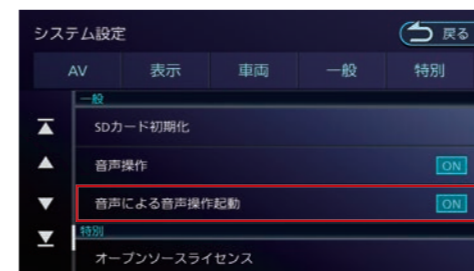 システム設定
戻る
AV 表示 車両 一般 特別
一般
SDカード初期化
音声操作 ON
音声による音声操作起動 ON
特別
オープンソースライセンス